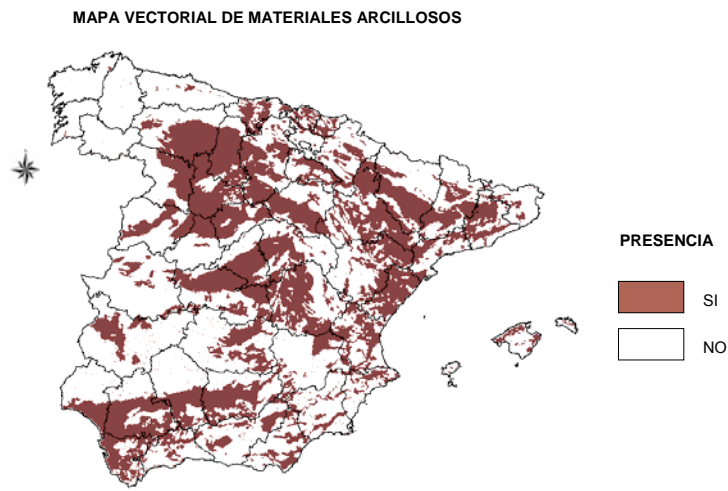 MAPA VECTORIAL DE MATERIALES ARCILLOSOS
PRESENCIA
SI
NO